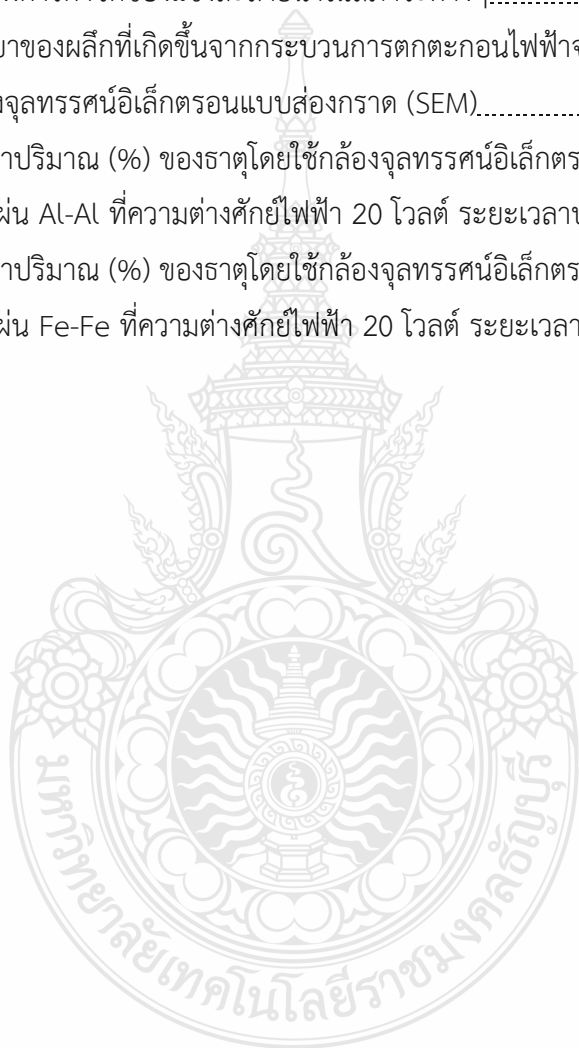 าของผลึกที่เกิดขึ้นจากกระบวนการตกตะกอนไฟฟ้าจ
งจุลทรรศน์อิเล็กตรอนแบบส่องกราด (SEM)
าปริมาณ (%) ของธาตุโดยใช้กล้องจุลทรรศน์อิเล็กตร
ผ่น Al-Al ที่ความต่างศักย์ไฟฟ้า 20 โวลต์ ระยะเวลา
าปริมาณ (%) ของธาตุโดยใช้กล้องจุลทรรศน์อิเล็กตร
ผ่น Fe-Fe ที่ความต่างศักย์ไฟฟ้า 20 โวลต์ ระยะเวลา
มหาวิทยาลัยเทคโนโลยีราชมงคลธัญบุรี